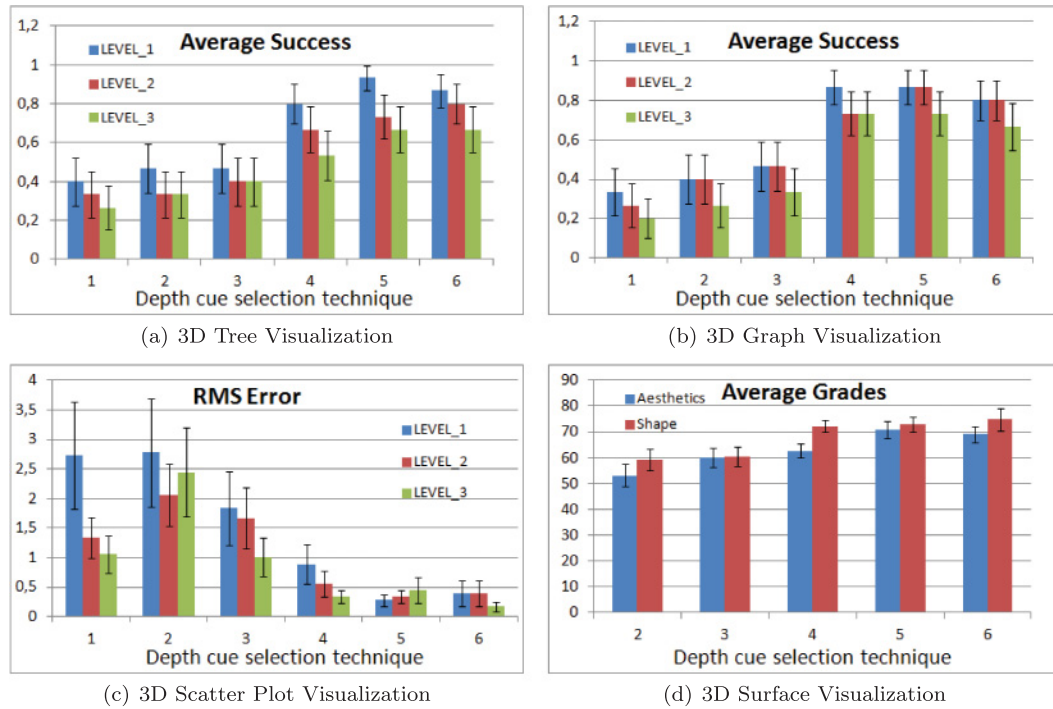 Average Success
LEVEL_1
LEVEL_2
LEVEL_3
1,2
1
0,8
0,6
0,4
0,2
0
1 2 3 4 5 6
Depth cue selection technique
(a) 3D Tree Visualization
Average Success
LEVEL_1
LEVEL_2
LEVEL_3
1,2
1
0,8
0,6
0,4
0,2
0
1 2 3 4 5 6
Depth cue selection technique
(b) 3D Graph Visualization
RMS Error
LEVEL_1
LEVEL_2
LEVEL_3
4
3,5
3
2,5
2
1,5
1
0,5
0
1 2 3 4 5 6
Depth cue selection technique
(c) 3D Scatter Plot Visualization
Average Grades
Aesthetics
Shape
90
80
70
60
50
40
30
20
10
0
2 3 4 5 6
Depth cue selection technique
(d) 3D Surface Visualization